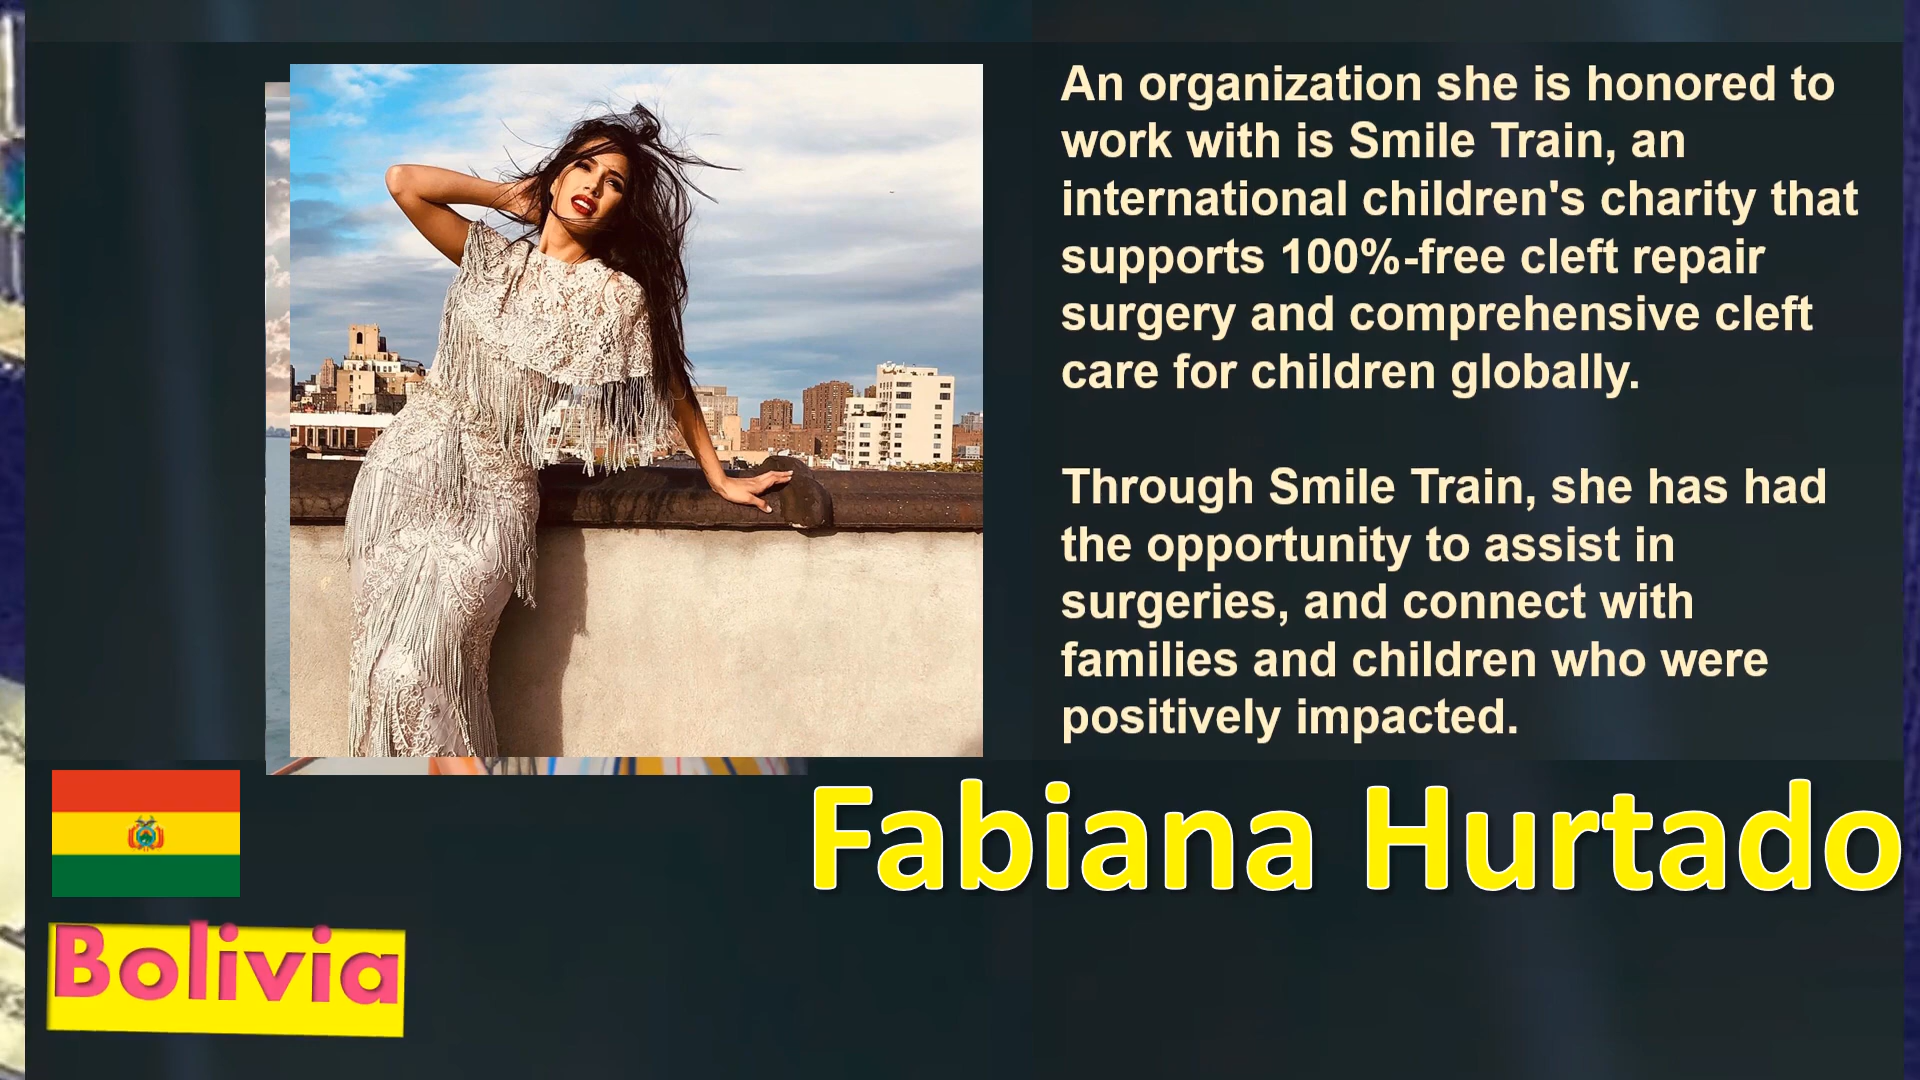 An organization she is honored to
work with is Smile Train, an
international children's charity that
supports 100%-free cleft repair
surgery and comprehensive cleft
care for children globally.
Through Smile Train, she has had
the opportunity to assist in
surgeries, and connect with
families and children who were
positively impacted.
Fabiana Hurtado
Bolivia